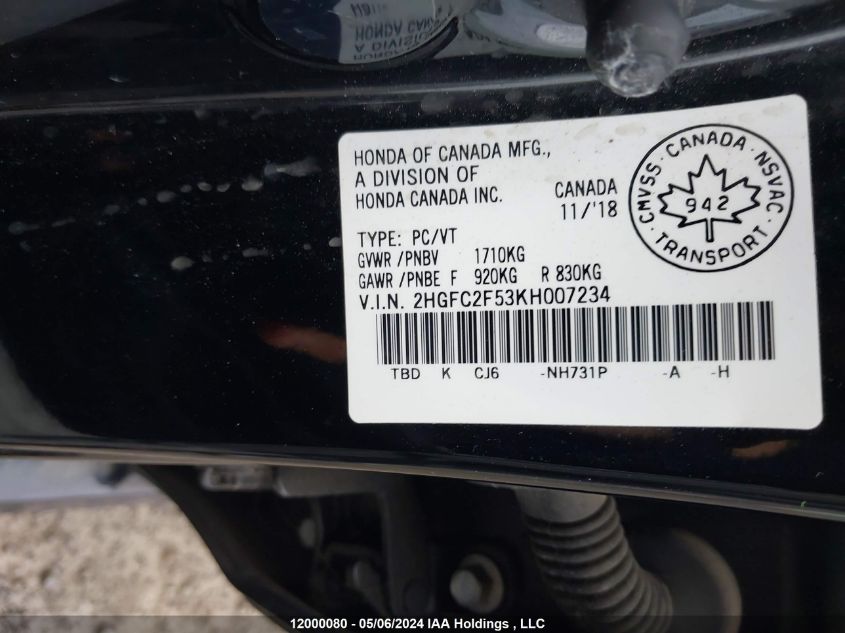 HONDA OF CANADA MFG.,
A DIVISION OF
HONDA CANADA INC.
CANADA
11/'18
TYPE: PC/VT
GVWR /PNBV 1710KG
GAWR /PNBE F 920KG R 830KG
V.I.N. 2HGFC2F53KH007234
TBD K CJ6 -NH731P -A -H
CMVSS · CANADA · NSVAC
942
TRANSPORT
12000080 - 05/06/2024 IAA Holdings , LLC